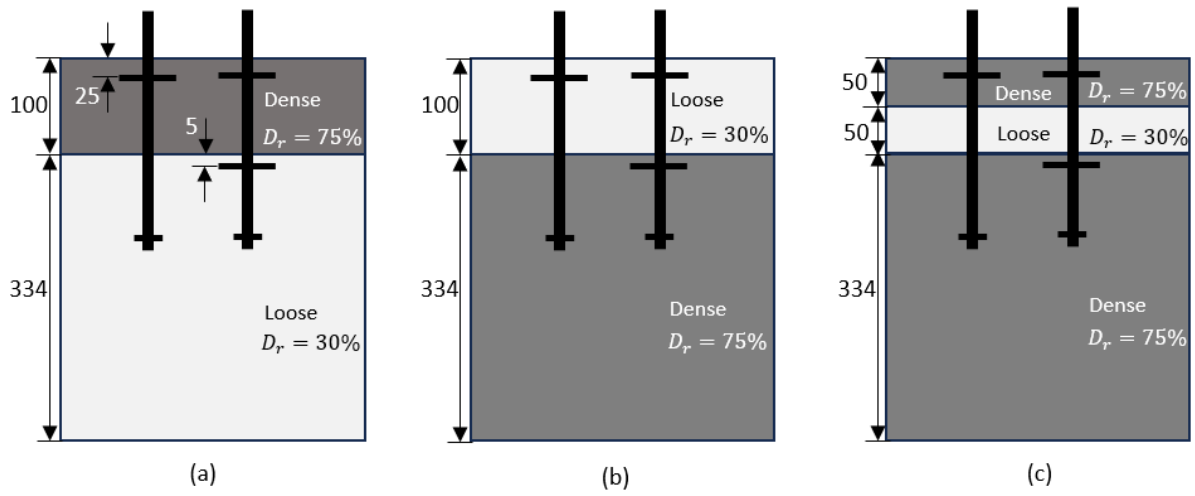 100
25
5
Dense
D_r = 75%
334
Loose
D_r = 30%
(a)
100
Loose
D_r = 30%
334
Dense
D_r = 75%
(b)
50
Dense
D_r = 75%
50
Loose
D_r = 30%
334
Dense
D_r = 75%
(c)